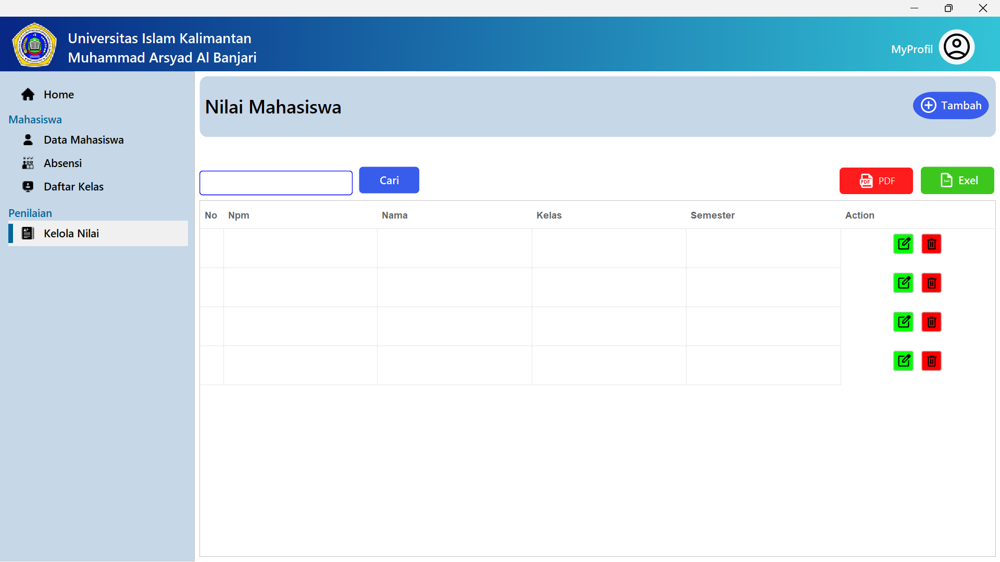 Universitas Islam Kalimantan
Muhammad Arsyad Al Banjari
MyProfil
Home
Mahasiswa
Data Mahasiswa
Absensi
Daftar Kelas
Penilaian
Kelola Nilai
Nilai Mahasiswa
Tambah
Cari
PDF PDF
Exel
No Npm Nama Kelas Semester Action